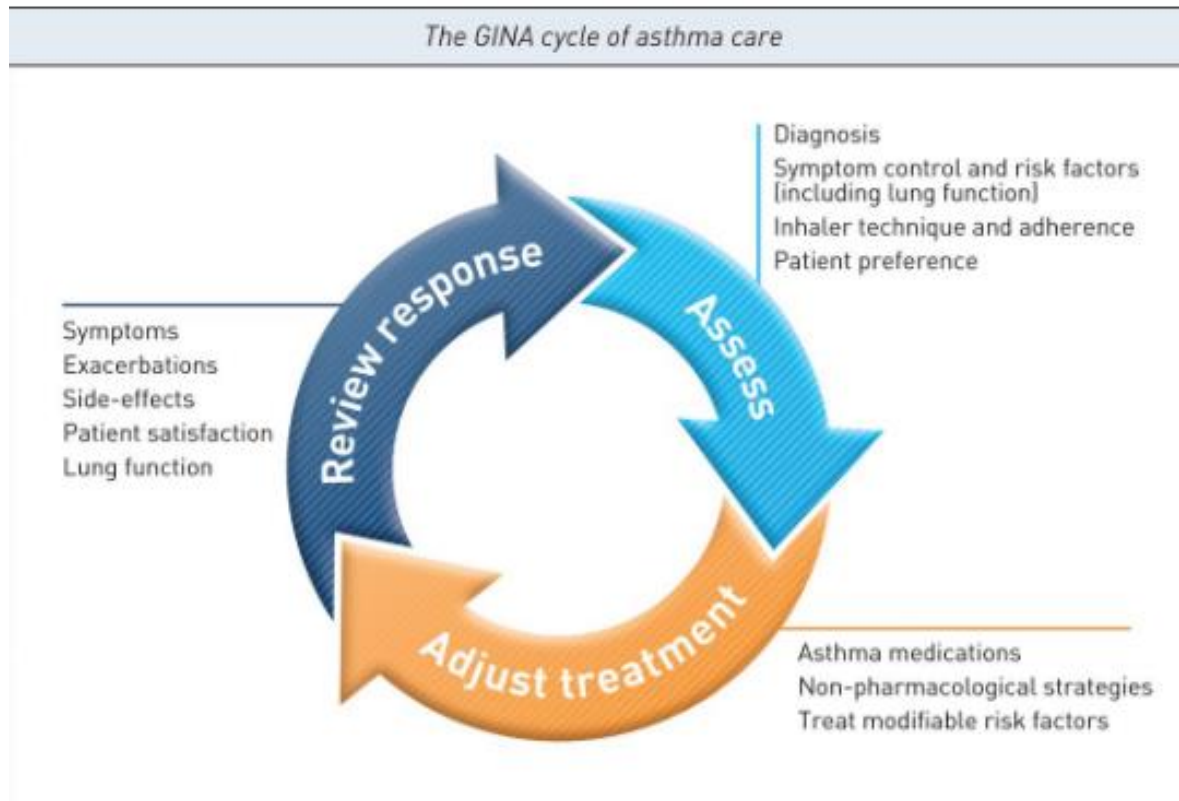 The GINA cycle of asthma care
Diagnosis
Symptom control and risk factors
(including lung function)
Inhaler technique and adherence
Patient preference
Assess
Review response
Symptoms
Exacerbations
Side-effects
Patient satisfaction
Lung function
Adjust treatment
Asthma medications
Non-pharmacological strategies
Treat modifiable risk factors